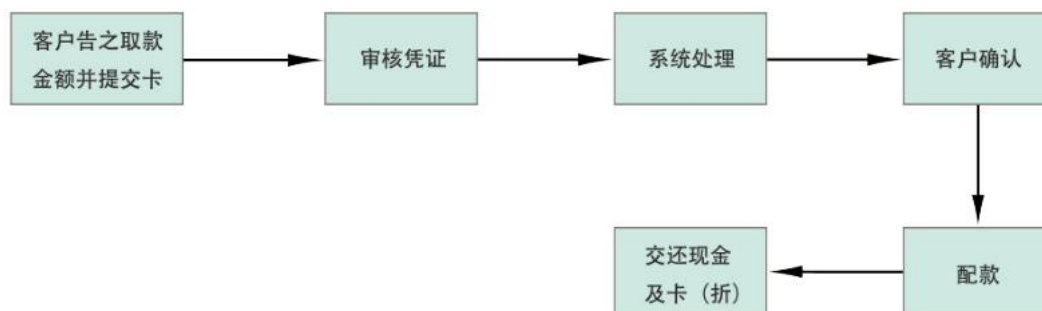 客户告之取款
金额并提交卡
审核凭证
系统处理
客户确认
配款
交还现金
及卡（折）